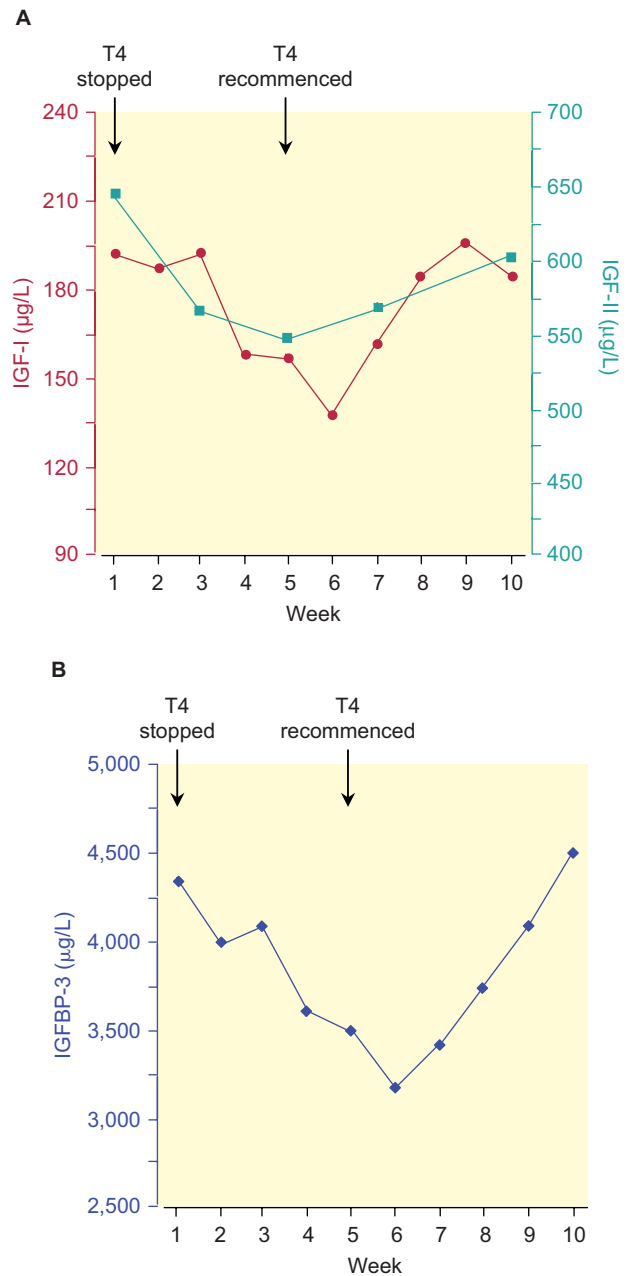 A
T4
stopped
T4
recommenced
240
210
180
150
120
90
IGF-I (µg/L)
700
650
600
550
500
450
400
IGF-II (µg/L)
1 2 3 4 5 6 7 8 9 10
Week
B
T4
stopped
T4
recommenced
5,000
4,500
4,000
3,500
3,000
2,500
IGFBP-3 (µg/L)
1 2 3 4 5 6 7 8 9 10
Week